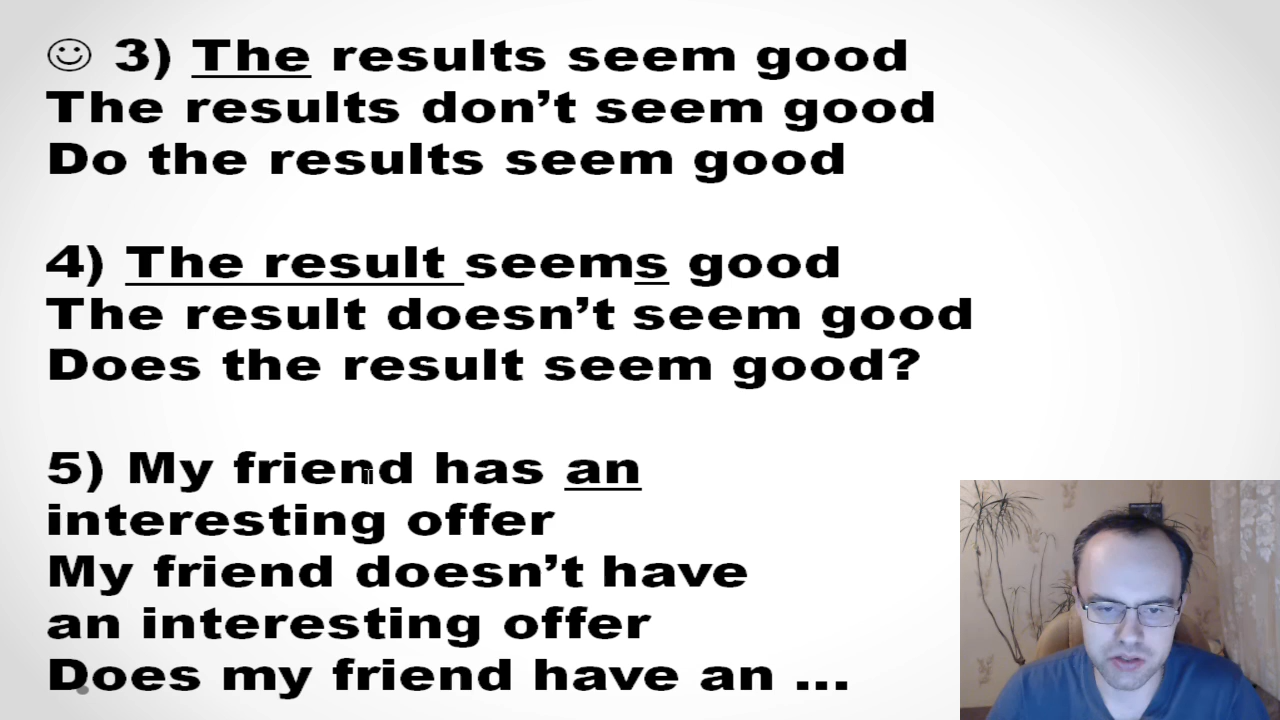 ☺ 3) The results seem good
The results don’t seem good
Do the results seem good
4) The result seems good
The result doesn’t seem good
Does the result seem good?
5) My friend has an
interesting offer
My friend doesn’t have
an interesting offer
Does my friend have an ...